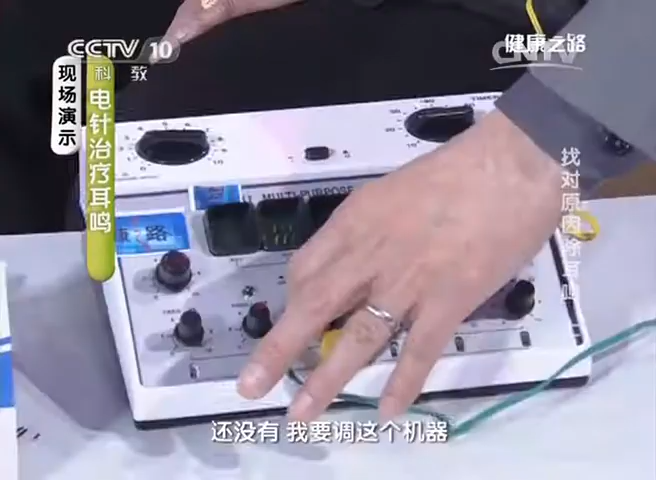 CCTV 10
科 教
健康之路
CNTV
现场演示
电针治疗耳鸣
找对原因除耳鸣
MULTI-PURPOSE
还没有 我要调这个机器